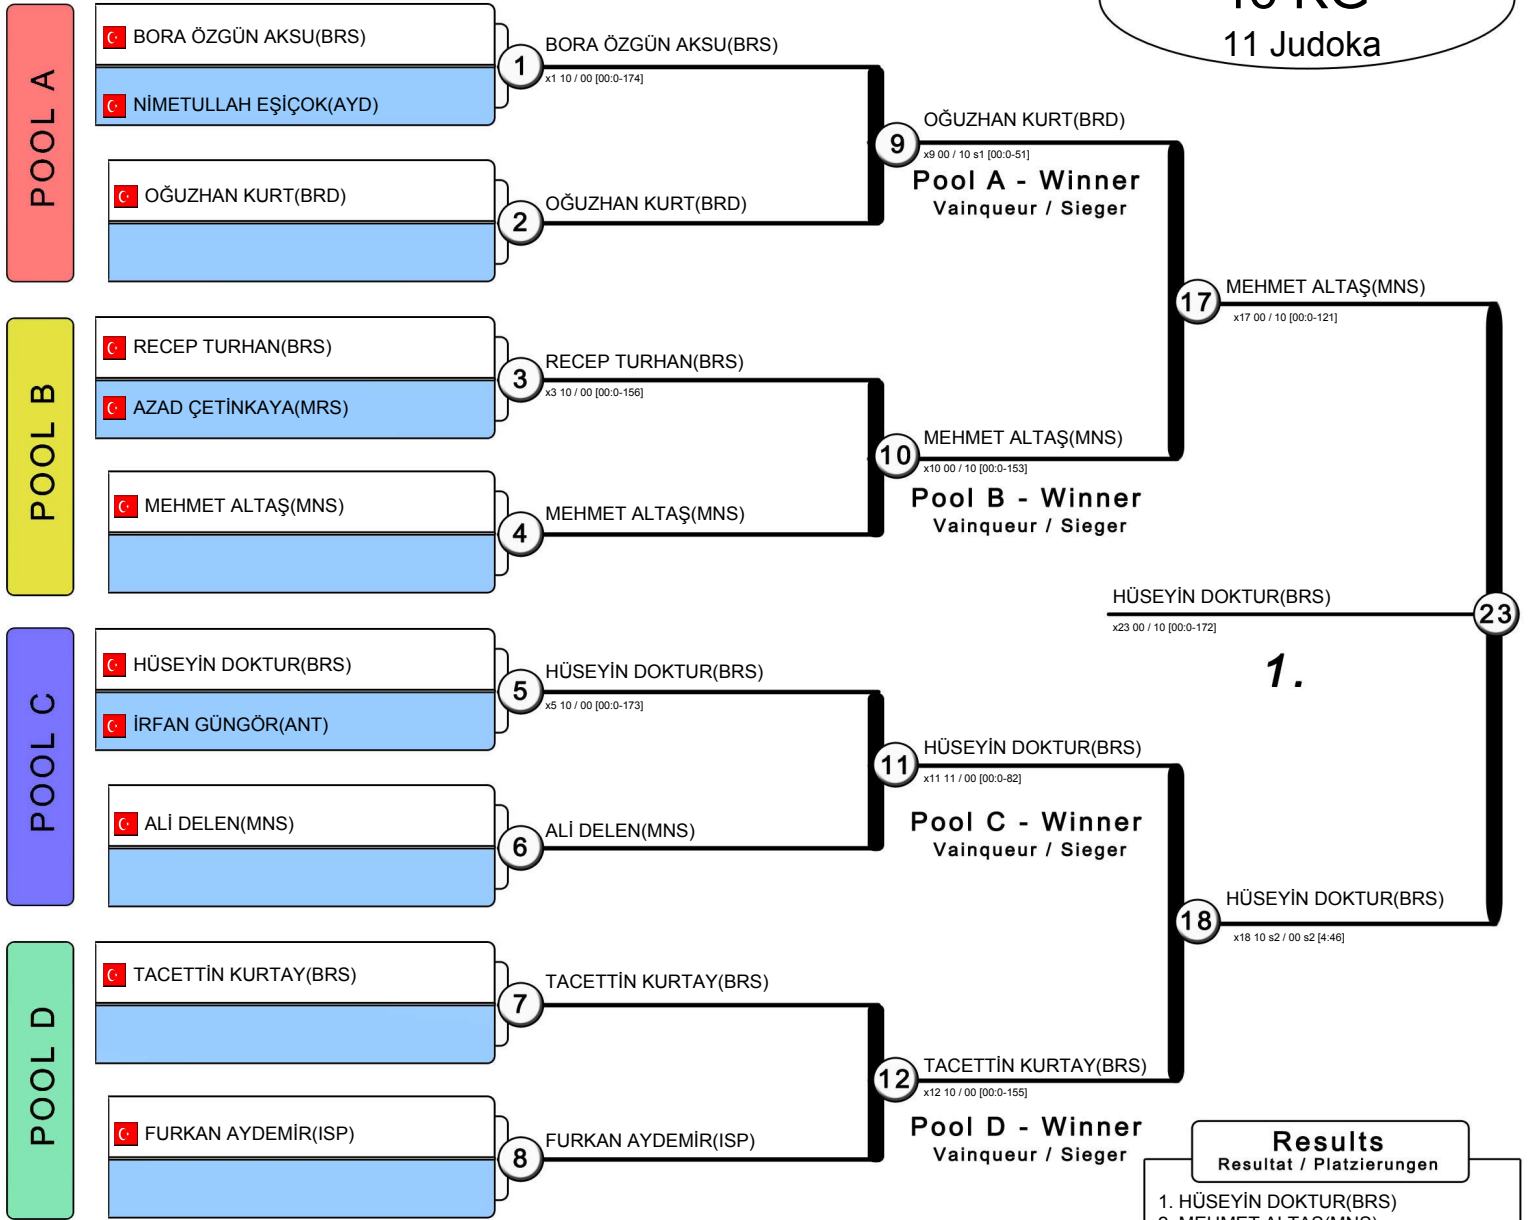 11 Judoka
POOL A
BORA ÖZGÜN AKSU(BRS)
NİMETULLAH EŞİÇOK(AYD)
OĞUZHAN KURT(BRD)
1
BORA ÖZGÜN AKSU(BRS)
x1 10 / 00 [00:0-174]
2
OĞUZHAN KURT(BRD)
9
OĞUZHAN KURT(BRD)
x9 00 / 10 s1 [00:0-51]
Pool A - Winner
Vainqueur / Sieger
POOL B
RECEP TURHAN(BRS)
AZAD ÇETİNKAYA(MRS)
MEHMET ALTAŞ(MNS)
3
RECEP TURHAN(BRS)
x3 10 / 00 [00:0-156]
4
MEHMET ALTAŞ(MNS)
10
MEHMET ALTAŞ(MNS)
x10 00 / 10 [00:0-153]
Pool B - Winner
Vainqueur / Sieger
17
MEHMET ALTAŞ(MNS)
x17 00 / 10 [00:0-121]
HÜSEYİN DOKTUR(BRS)
23
x23 00 / 10 [00:0-172]
1.
POOL C
HÜSEYİN DOKTUR(BRS)
İRFAN GÜNGÖR(ANT)
ALİ DELEN(MNS)
5
HÜSEYİN DOKTUR(BRS)
x5 10 / 00 [00:0-173]
6
ALİ DELEN(MNS)
11
HÜSEYİN DOKTUR(BRS)
x11 11 / 00 [00:0-82]
Pool C - Winner
Vainqueur / Sieger
18
HÜSEYİN DOKTUR(BRS)
x18 10 s2 / 00 s2 [4:46]
POOL D
TACETTİN KURTAY(BRS)
FURKAN AYDEMİR(ISP)
7
TACETTİN KURTAY(BRS)
8
FURKAN AYDEMİR(ISP)
12
TACETTİN KURTAY(BRS)
x12 10 / 00 [00:0-155]
Pool D - Winner
Vainqueur / Sieger
Results
Resultat / Platzierungen
1. HÜSEYİN DOKTUR(BRS)
2. MEHMET ALTAŞ(MNS)